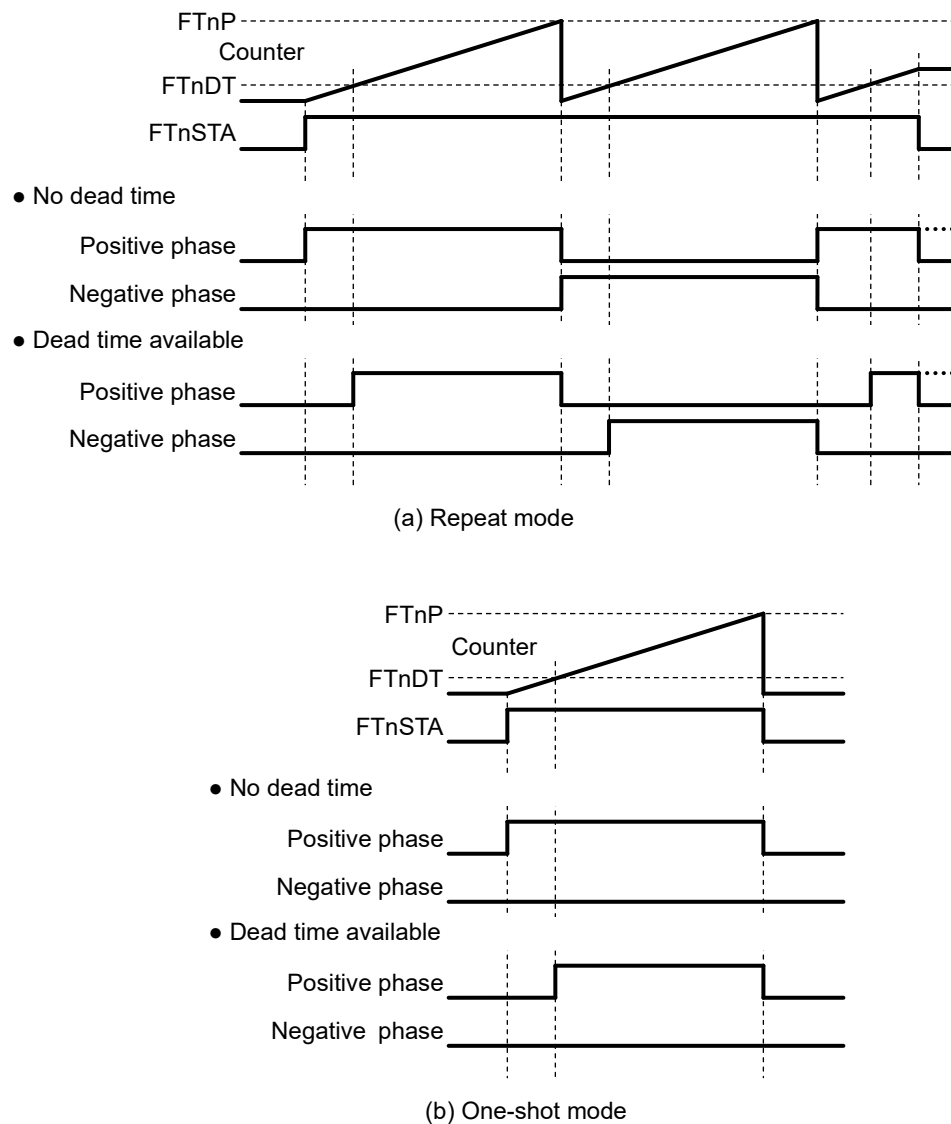 FTnP
Counter
FTnDT
FTnSTA
● No dead time
Positive phase
Negative phase
● Dead time available
Positive phase
Negative phase
(a) Repeat mode
FTnP
Counter
FTnDT
FTnSTA
● No dead time
Positive phase
Negative phase
● Dead time available
Positive phase
Negative phase
(b) One-shot mode